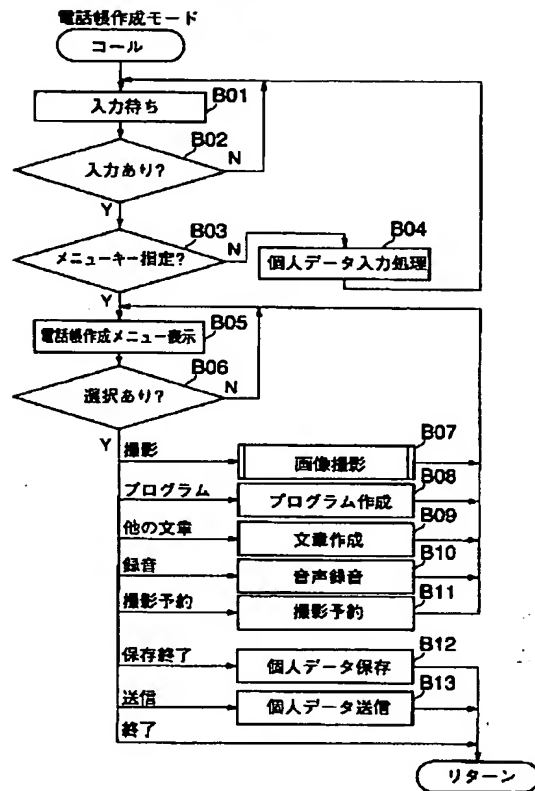 電話帳作成モード
コール
入力待ち
B01
B02
入力あり?
N
Y
B03
メニューキー指定?
N
B04
個人データ入力処理
Y
B05
電話帳作成メニュー表示
B06
選択あり?
N
Y
B07
撮影
画像撮影
B08
プログラム
プログラム作成
B09
他の文章
文章作成
B10
録音
音声録音
B11
撮影予約
撮影予約
B12
保存終了
個人データ保存
B13
送信
個人データ送信
終了
リターン